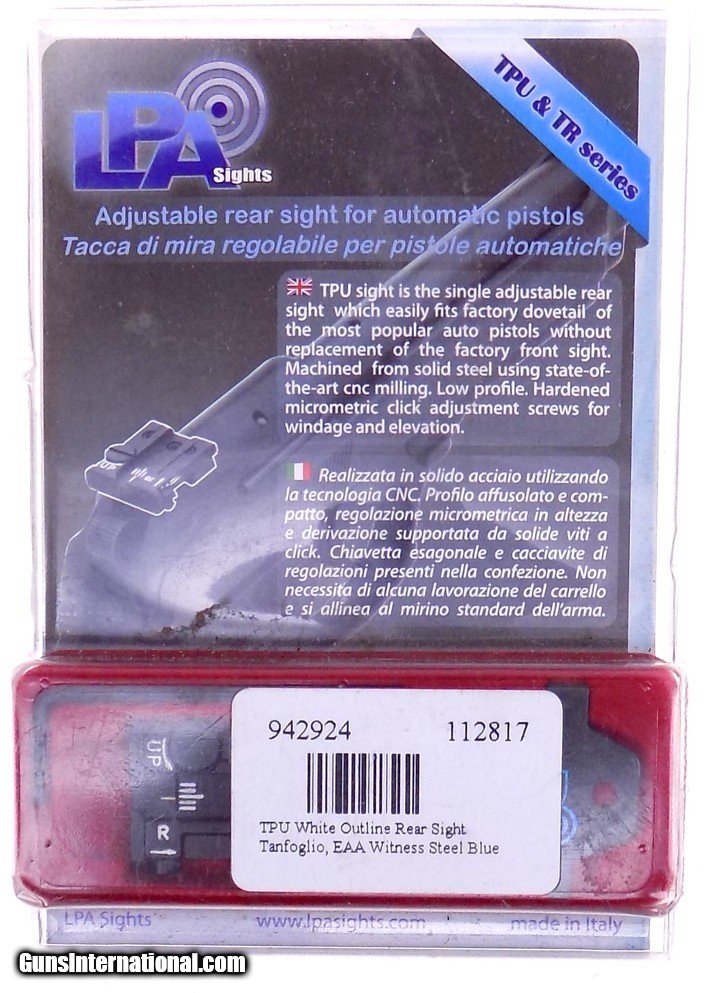 LPA
Sights
TPU & TR series
Adjustable rear sight for automatic pistols
Tacca di mira regolabile per pistole automatiche
TPU sight is the single adjustable rear
sight which easily fits factory dovetail of
the most popular auto pistols without
replacement of the factory front sight.
Machined from solid steel using state-of-
the-art cnc milling. Low profile. Hardened
micrometric click adjustment screws for
windage and elevation.
Realizzata in solido acciaio utilizzando
la tecnologia CNC. Profilo affusolato e com-
patto, regolazione micrometrica in altezza
e derivazione supportata da solide viti a
click. Chiavetta esagonale e cacciavite di
regolazioni presenti nella confezione. Non
necessita di alcuna lavorazione del carrello
e si allinea al mirino standard dell'arma.
UP
UP
R
942924 112817
TPU White Outline Rear Sight
Tanfoglio, EAA Witness Steel Blue
LPA Sights www.lpasights.com made in Italy
GunsInternational.com